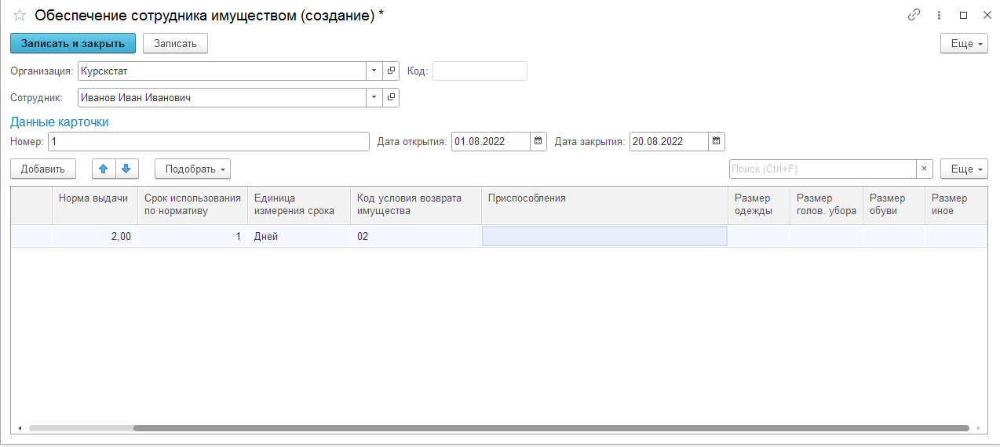 Обеспечение сотрудника имуществом (создание) *
Записать и закрыть Записать Еще
Организация: Курскстат Код:
Сотрудник: Иванов Иван Иванович
Данные карточки
Номер: 1 Дата открытия: 01.08.2022 Дата закрытия: 20.08.2022
Добавить Подобрать Поиск (Ctrl+F) × Еще
Норма выдачи Срок использования Единица Код условия возврата Приспособления Размер Размер Размер Размер
по нормативу измерения срока имущества одежды голов. убора обуви иное
2,00 1 Дней 02